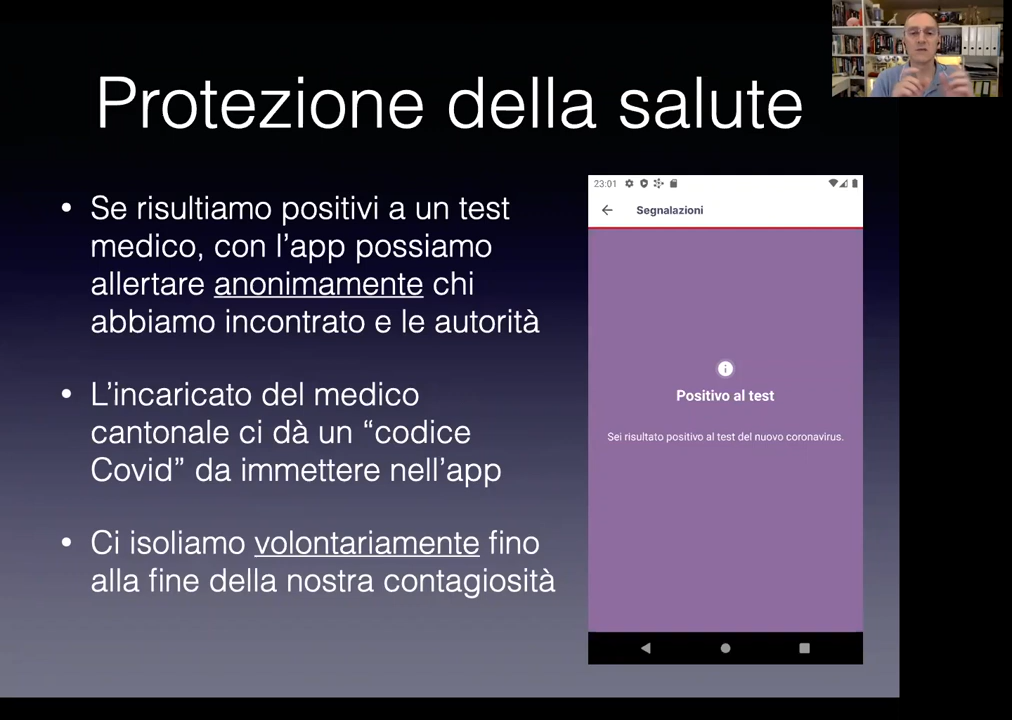 Protezione della salute
• Se risultiamo positivi a un test
medico, con l’app possiamo
allertare anonimamente chi
abbiamo incontrato e le autorità
• L’incaricato del medico
cantonale ci dà un “codice
Covid” da immettere nell’app
• Ci isoliamo volontariamente fino
alla fine della nostra contagiosità
23:01
Segnalazioni
Positivo al test
Sei risultato positivo al test del nuovo coronavirus.